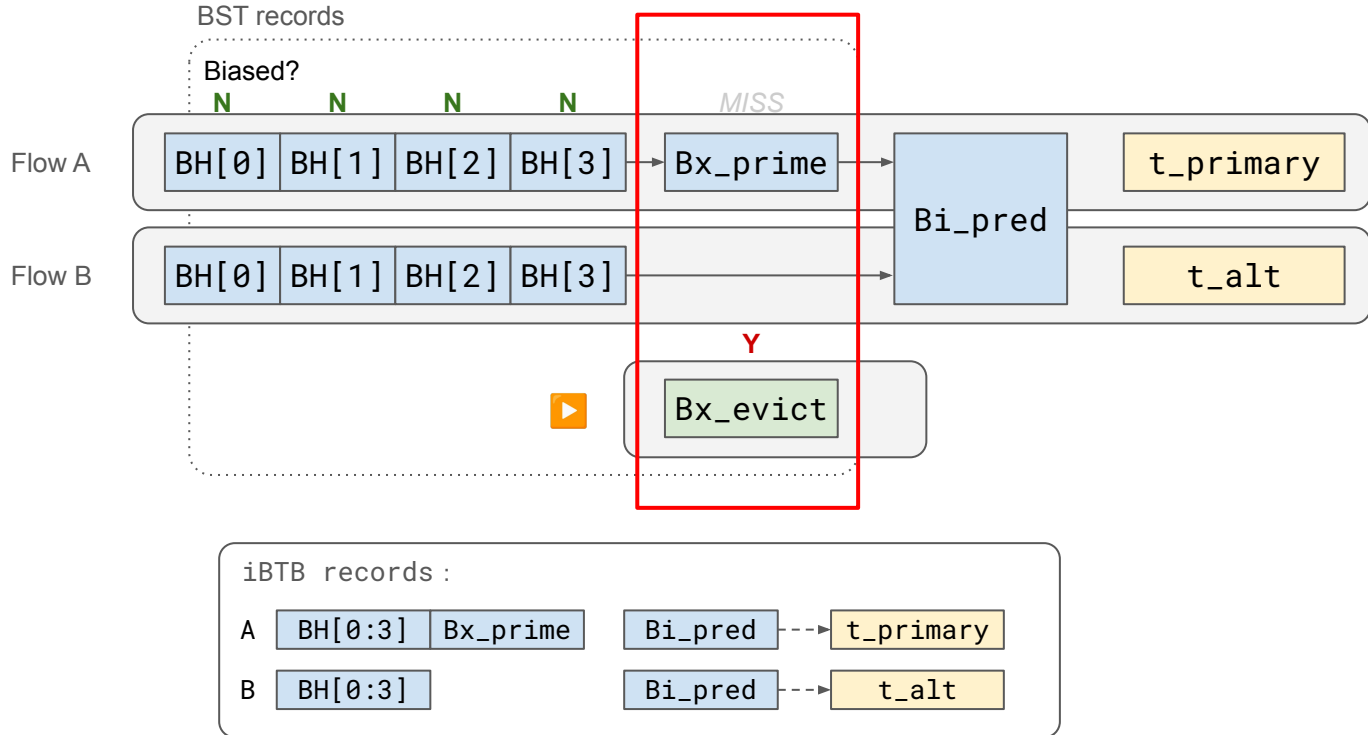 BST records
Biased?
N N N N MISS
Flow A BH[0] BH[1] BH[2] BH[3] Bx_prime t_primary
Bi_pred
Flow B BH[0] BH[1] BH[2] BH[3] t_alt
Y
Bx_evict
iBTB records :
A BH[0:3] Bx_prime Bi_pred t_primary
B BH[0:3] Bi_pred t_alt